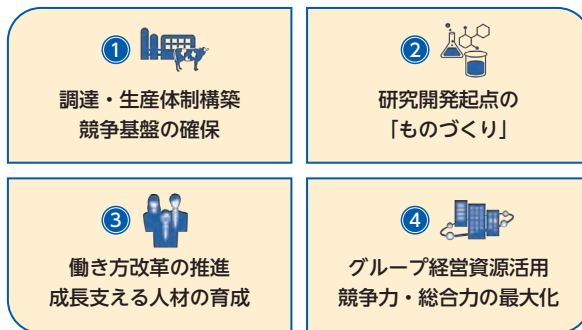 1
調達・生産体制構築
競争基盤の確保
2
研究開発起点の
「ものづくり」
3
働き方改革の推進
成長支える人材の育成
4
グループ経営資源活用
競争力・総合力の最大化